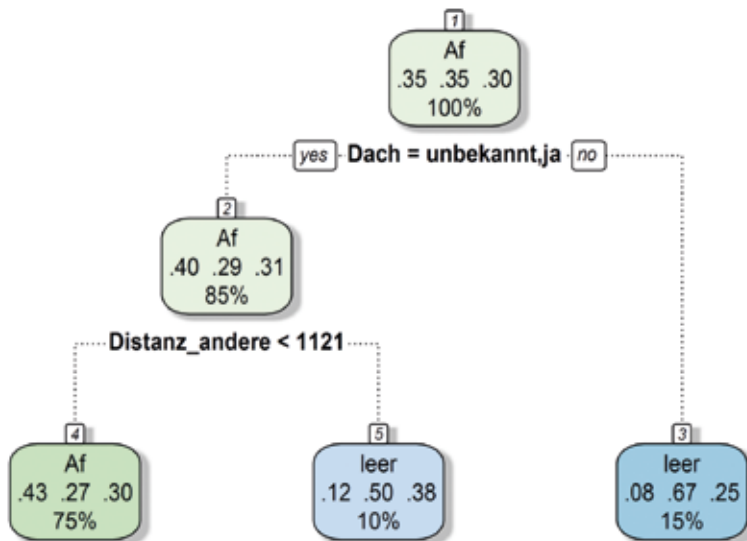 1
Af
.35 .35 .30
100%
yes Dach = unbekannt,ja no
2
Af
.40 .29 .31
85%
Distanz_andere < 1121
4
Af
.43 .27 .30
75%
5
leer
.12 .50 .38
10%
3
leer
.08 .67 .25
15%